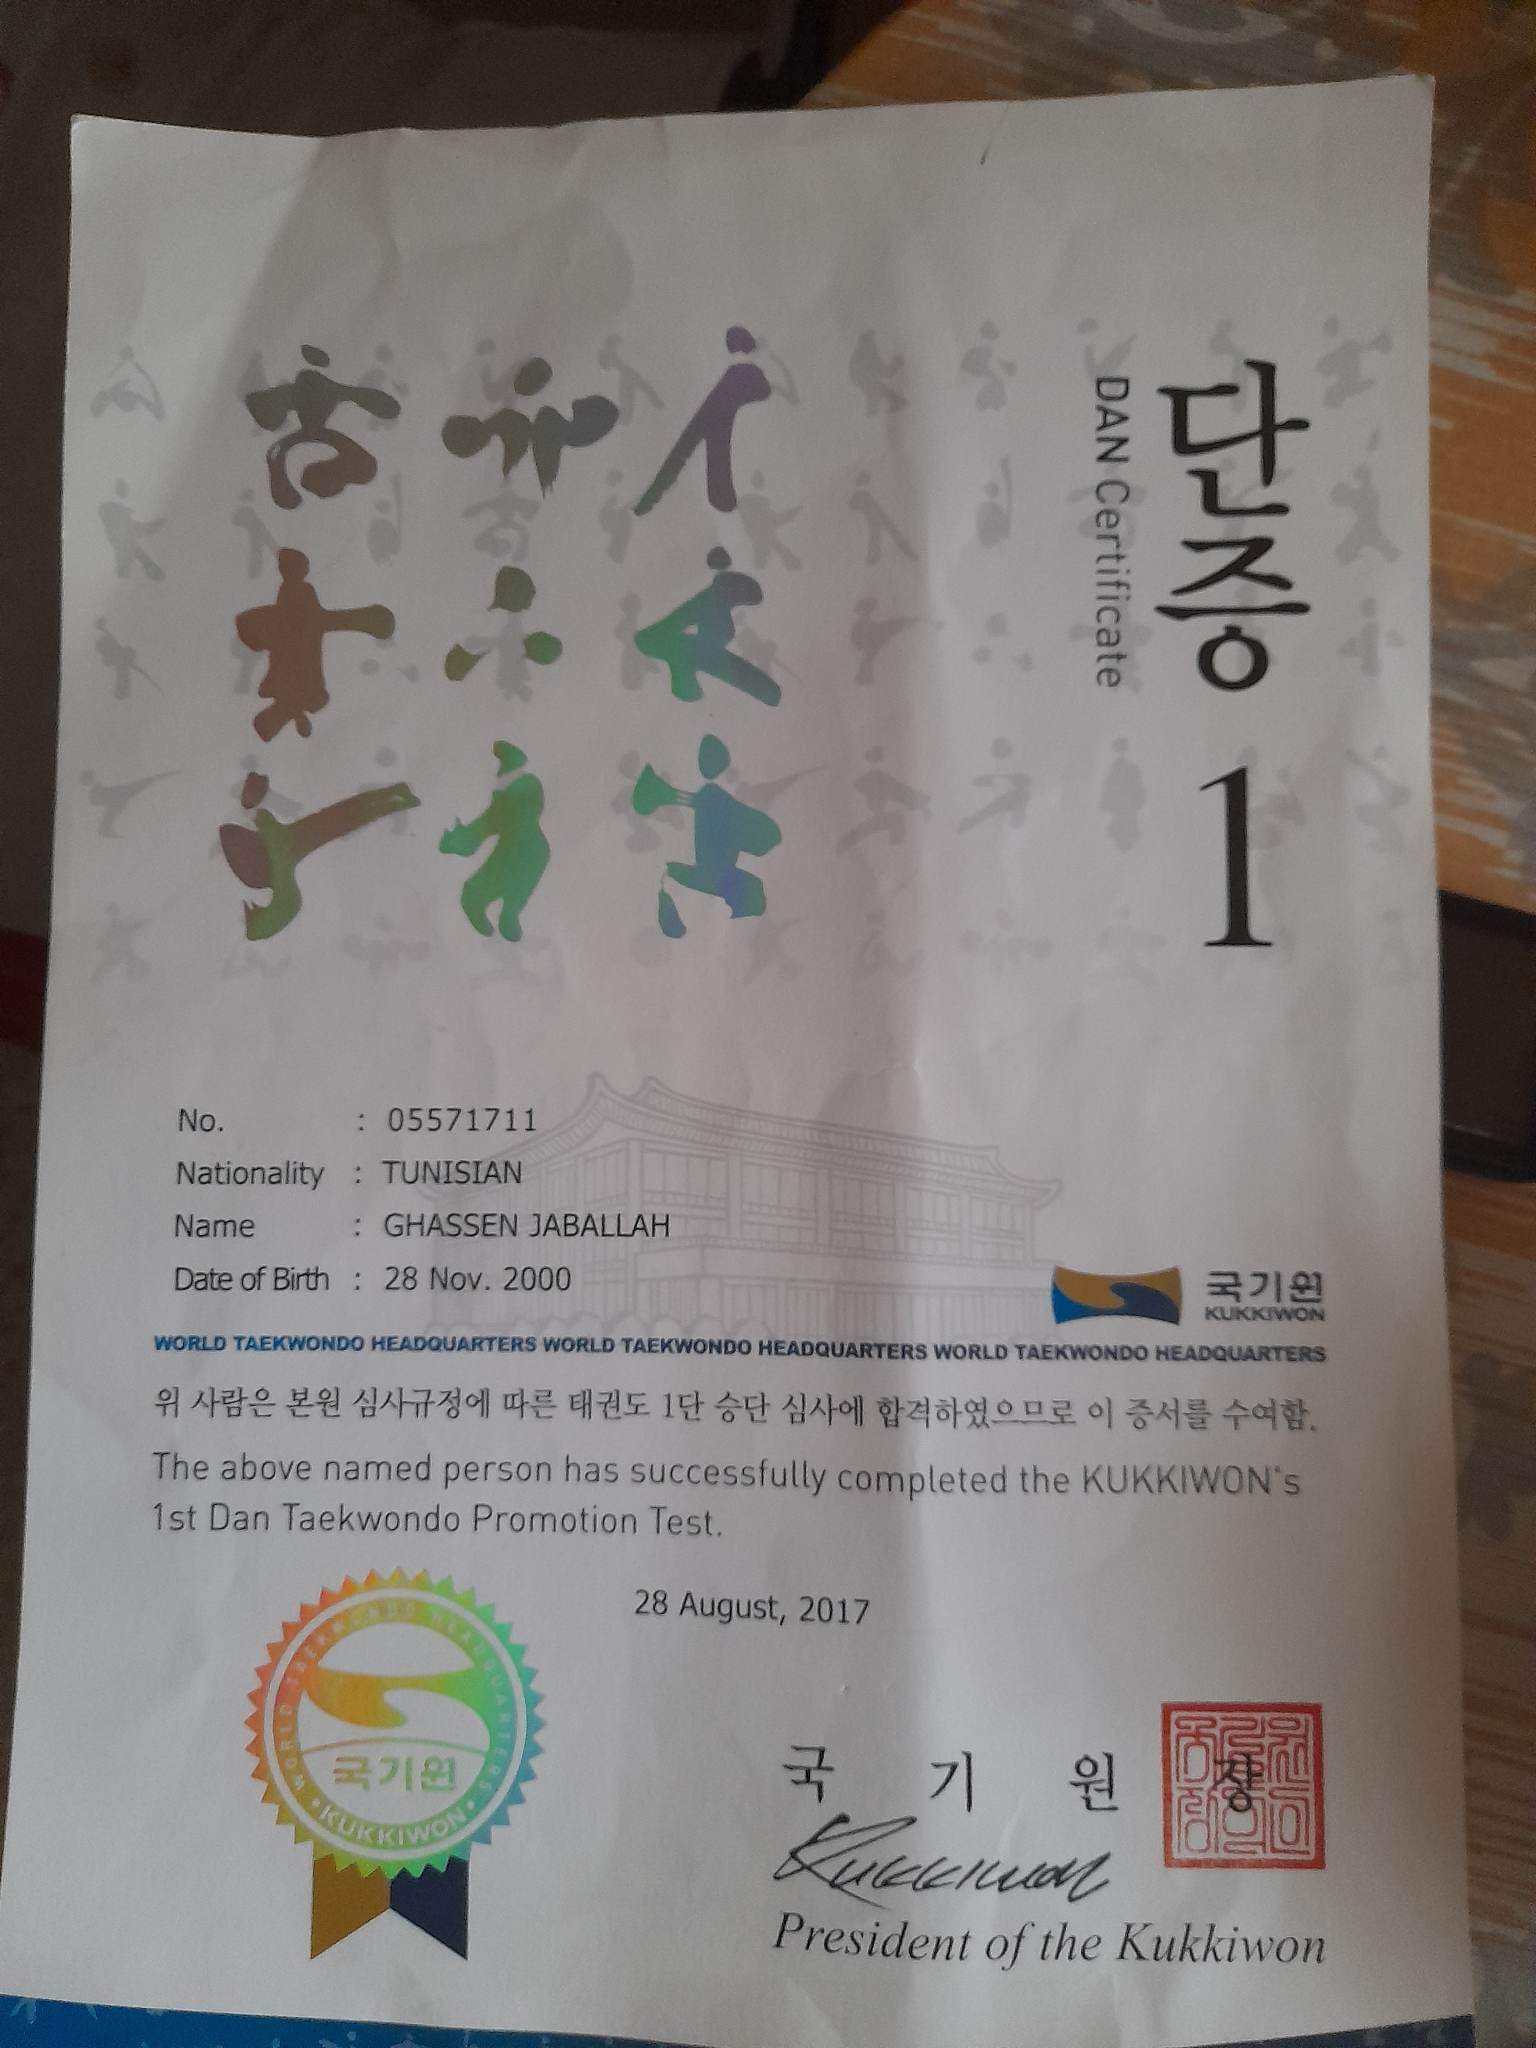 단증 1
DAN Certificate
No. : 05571711
Nationality : TUNISIAN
Name : GHASSEN JABALLAH
Date of Birth : 28 Nov. 2000
국기원
KUKKIWON
WORLD TAEKWONDO HEADQUARTERS WORLD TAEKWONDO HEADQUARTERS WORLD TAEKWONDO HEADQUARTERS
위 사람은 본원 심사규정에 따른 태권도 1단 승단 심사에 합격하였으므로 이 증서를 수여함.
The above named person has successfully completed the KUKKIWON's
1st Dan Taekwondo Promotion Test.
28 August, 2017
WORLD TAEKWONDO HEADQUARTERS
국기원
• KUKKIWON •
국 기 원 장
Kukkiwon
President of the Kukkiwon